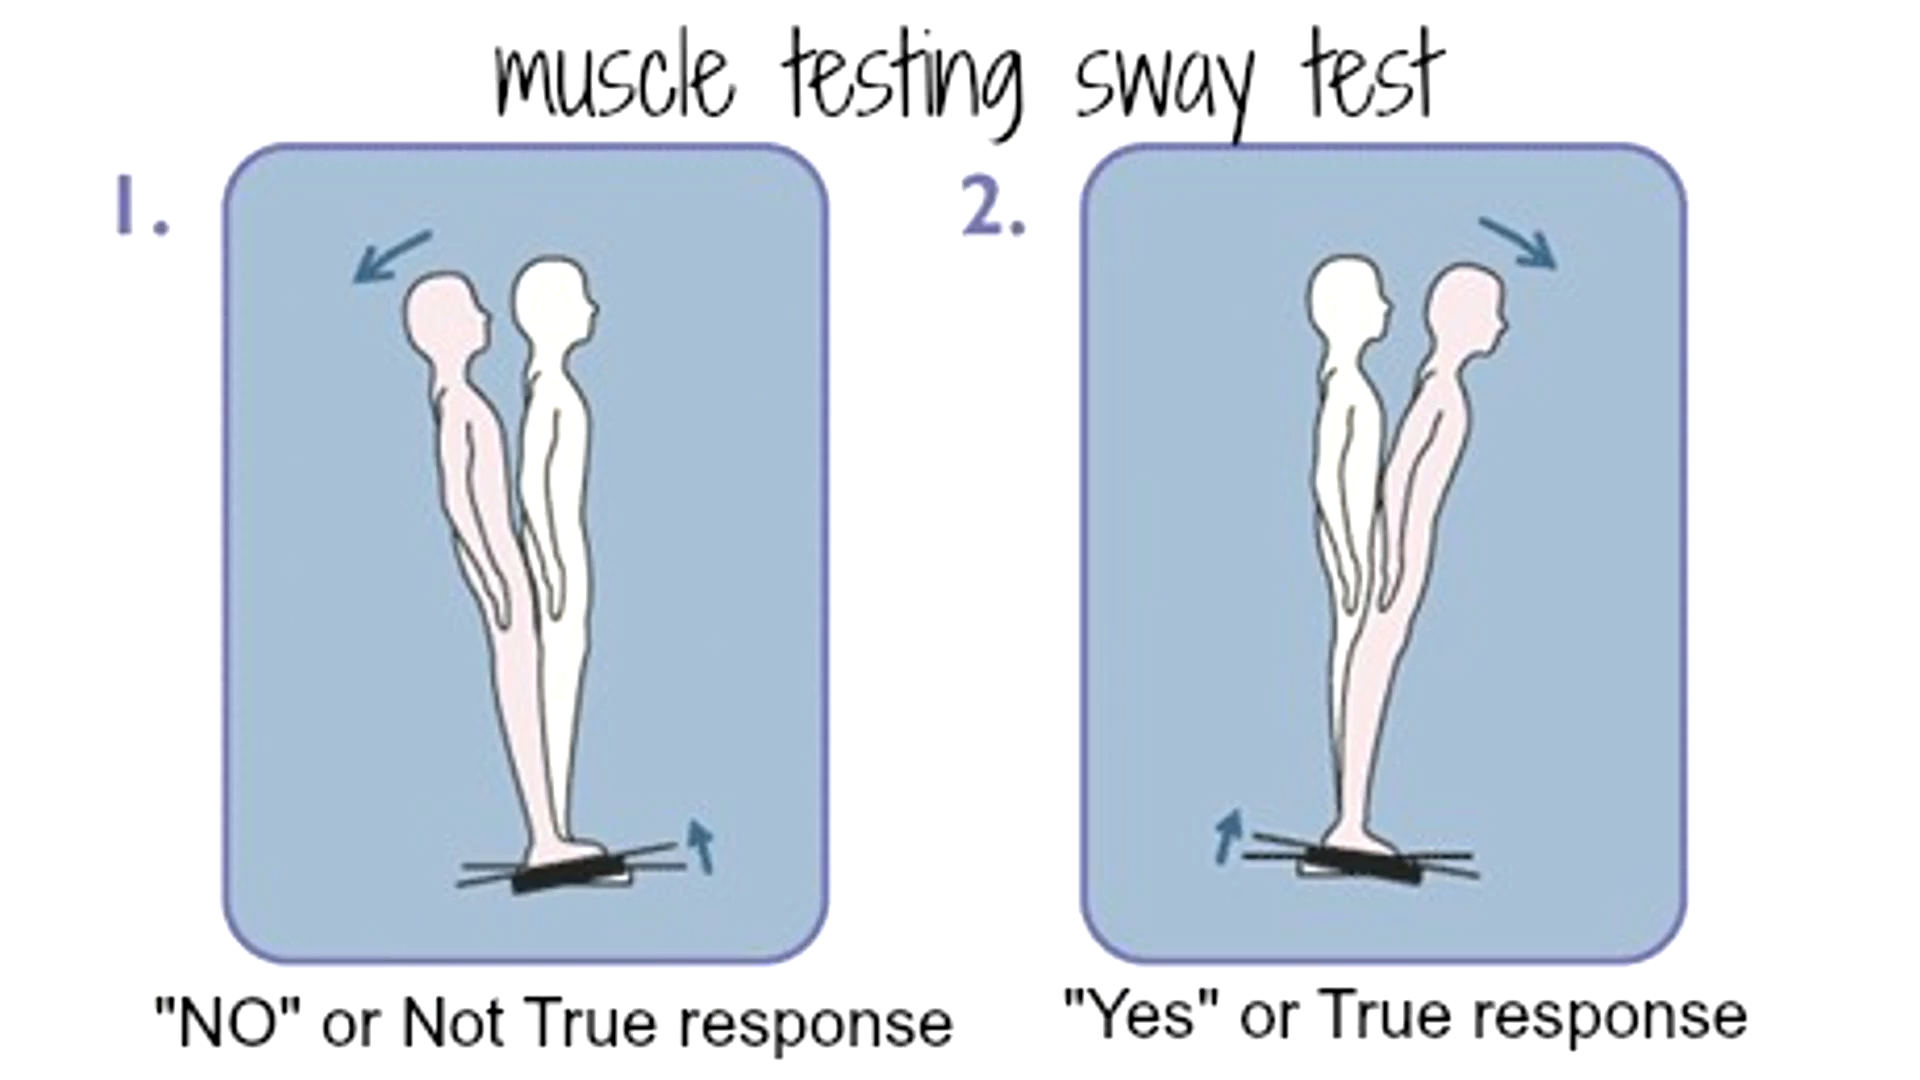 muscle testing sway test
1.
2.
"NO" or Not True response
"Yes" or True response